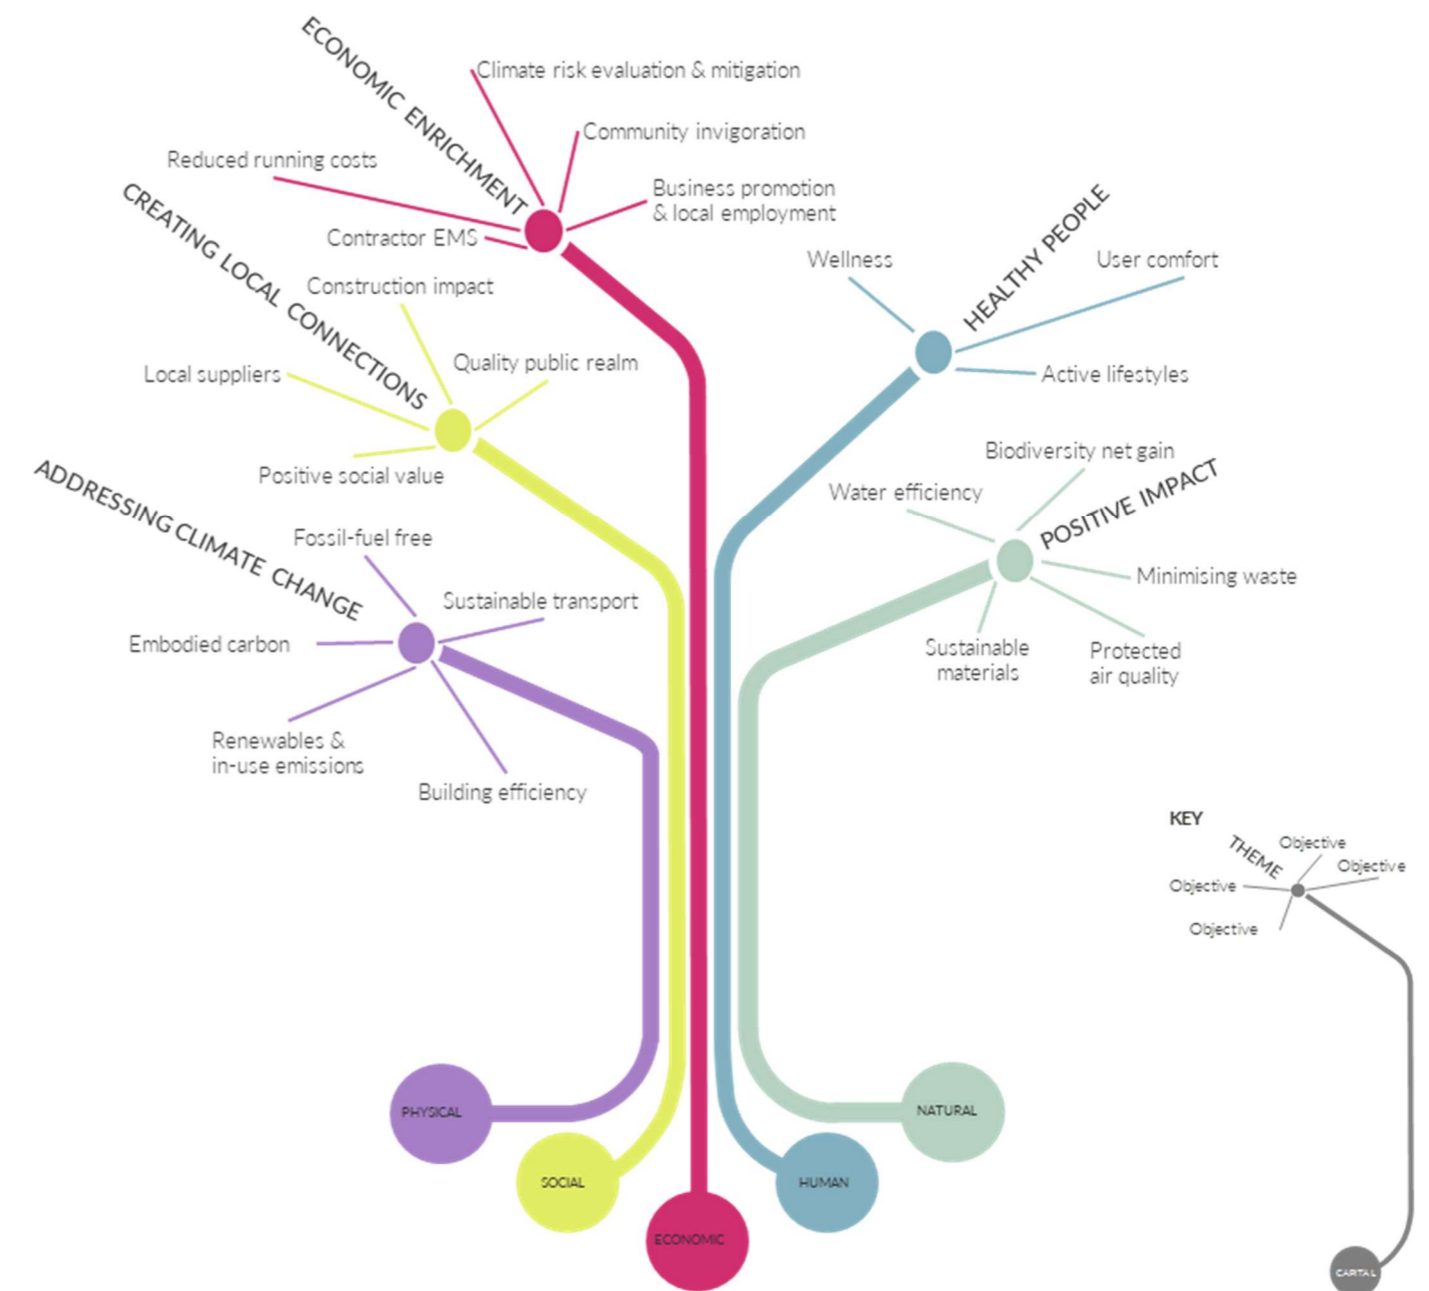 ECONOMIC ENRICHMENT
Climate risk evaluation & mitigation
Community invigoration
Reduced running costs
Business promotion
& local employment
Contractor EMS
CREATING LOCAL CONNECTIONS
Construction impact
Quality public realm
Local suppliers
Positive social value
ADDRESSING CLIMATE CHANGE
Fossil-fuel free
Sustainable transport
Embodied carbon
Renewables &
in-use emissions
Building efficiency
HEALTHY PEOPLE
Wellness
User comfort
Active lifestyles
POSITIVE IMPACT
Biodiversity net gain
Water efficiency
Minimising waste
Sustainable
materials
Protected
air quality
PHYSICAL
SOCIAL
ECONOMIC
HUMAN
NATURAL
KEY
THEME
Objective
Objective
Objective
Objective
CAPITAL